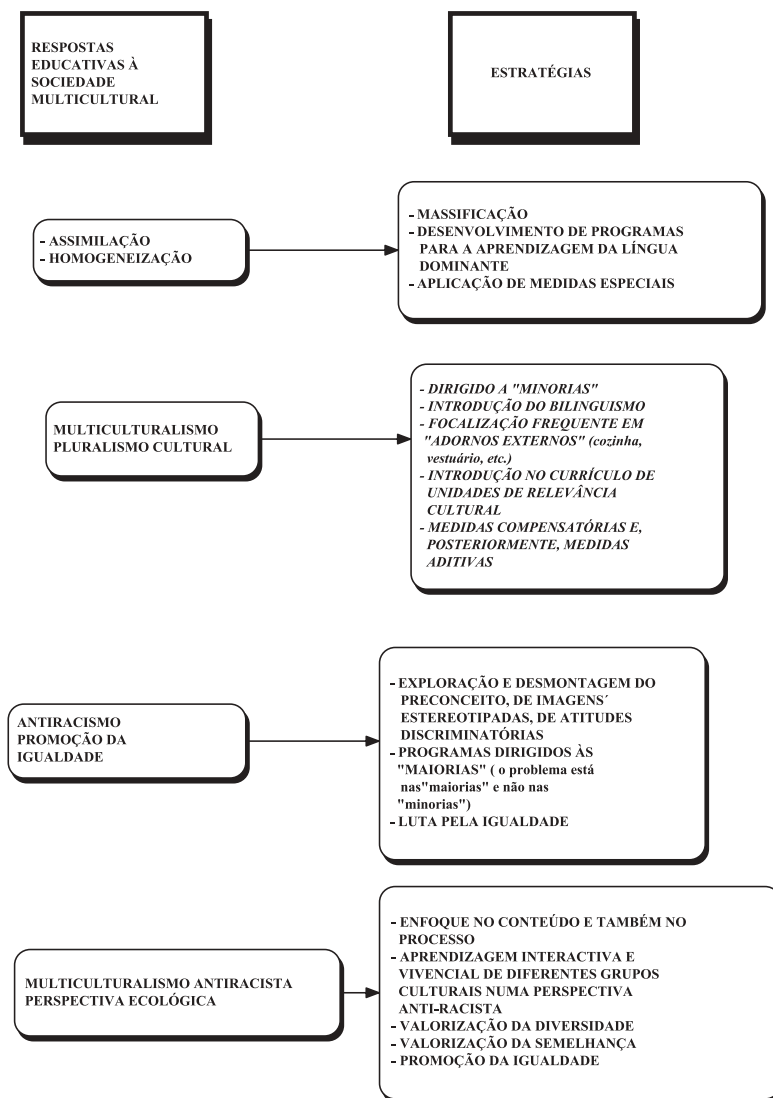 RESPOSTAS
EDUCATIVAS À
SOCIEDADE
MULTICULTURAL
ESTRATÉGIAS
- ASSIMILAÇÃO
- HOMOGENEIZAÇÃO
- MASSIFICAÇÃO
- DESENVOLVIMENTO DE PROGRAMAS
PARA A APRENDIZAGEM DA LÍNGUA
DOMINANTE
- APLICAÇÃO DE MEDIDAS ESPECIAIS
MULTICULTURALISMO
PLURALISMO CULTURAL
- DIRIGIDO A "MINORIAS"
- INTRODUÇÃO DO BILINGUISMO
- FOCALIZAÇÃO FREQUENTE EM
"ADORNOS EXTERNOS" (cozinha,
vestuário, etc.)
- INTRODUÇÃO NO CURRÍCULO DE
UNIDADES DE RELEVÂNCIA
CULTURAL
- MEDIDAS COMPENSATÓRIAS E,
POSTERIORMENTE, MEDIDAS
ADITIVAS
ANTIRACISMO
PROMOÇÃO DA
IGUALDADE
- EXPLORAÇÃO E DESMONTAGEM DO
PRECONCEITO, DE IMAGENS´
ESTEREOTIPADAS, DE ATITUDES
DISCRIMINATÓRIAS
- PROGRAMAS DIRIGIDOS ÀS
"MAIORIAS" ( o problema está
nas"maiorias" e não nas
"minorias")
- LUTA PELA IGUALDADE
MULTICULTURALISMO ANTIRACISTA
PERSPECTIVA ECOLÓGICA
- ENFOQUE NO CONTEÚDO E TAMBÉM NO
PROCESSO
- APRENDIZAGEM INTERACTIVA E
VIVENCIAL DE DIFERENTES GRUPOS
CULTURAIS NUMA PERSPECTIVA
ANTI-RACISTA
- VALORIZAÇÃO DA DIVERSIDADE
- VALORIZAÇÃO DA SEMELHANÇA
- PROMOÇÃO DA IGUALDADE